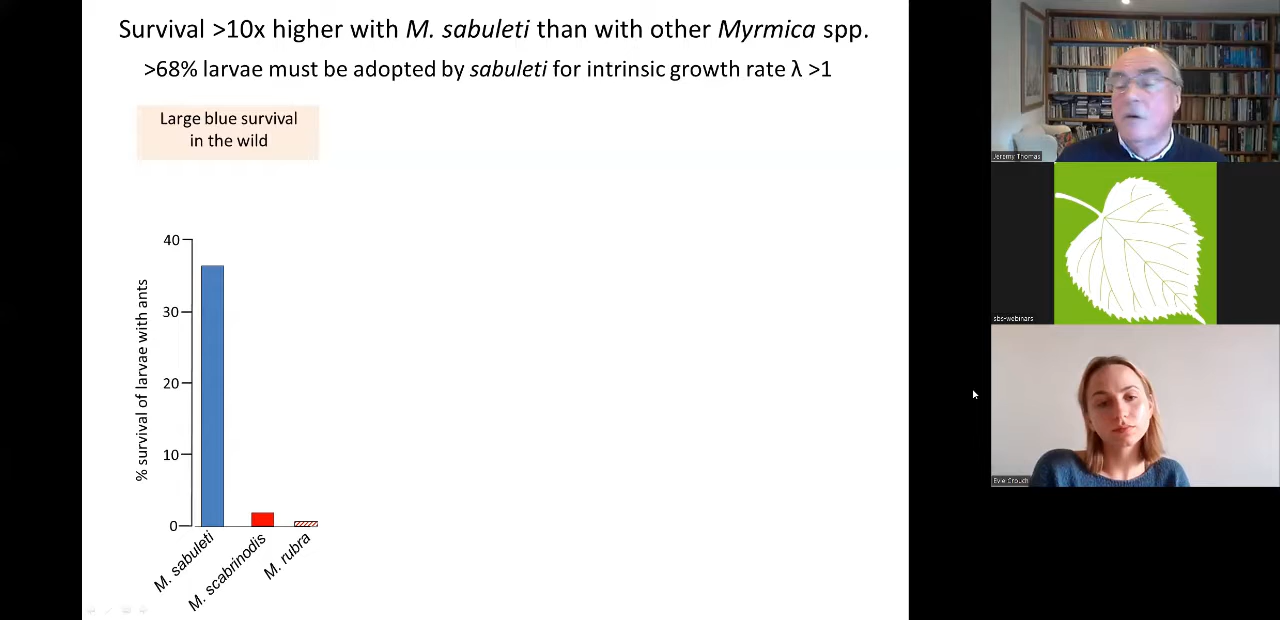 Survival >10x higher with M. sabuleti than with other Myrmica spp.
>68% larvae must be adopted by sabuleti for intrinsic growth rate λ >1
Large blue survival
in the wild
% survival of larvae with ants
40
30
20
10
0
M. sabuleti
M. scabrinodis
M. rubra
Jeremy Thomas
sbs-webinars
Evie Crouch